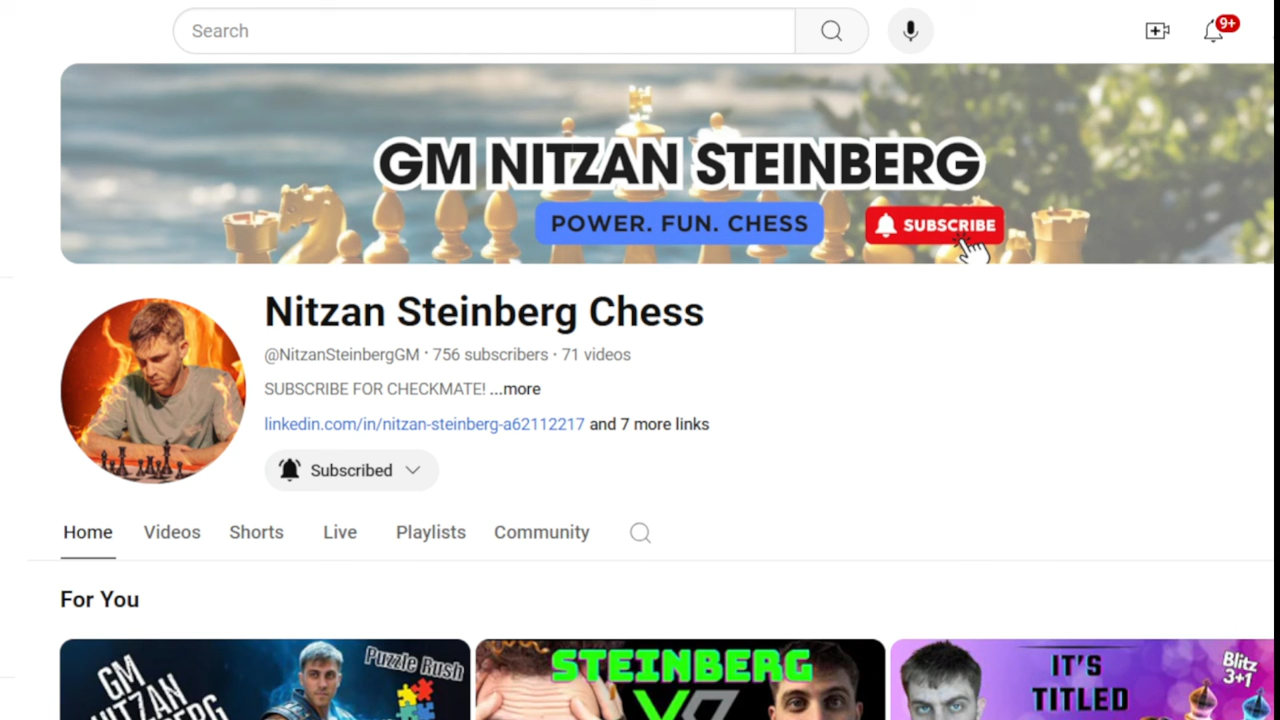 Search
9+
GM NITZAN STEINBERG
POWER. FUN. CHESS
SUBSCRIBE
Nitzan Steinberg Chess
@NitzanSteinbergGM · 756 subscribers · 71 videos
SUBSCRIBE FOR CHECKMATE! ...more
linkedin.com/in/nitzan-steinberg-a62112217 and 7 more links
Subscribed
Home Videos Shorts Live Playlists Community
For You
GM
NITZAN
Puzzle Rush
STEINBERG
IT'S
TITLED
Blitz
3+1